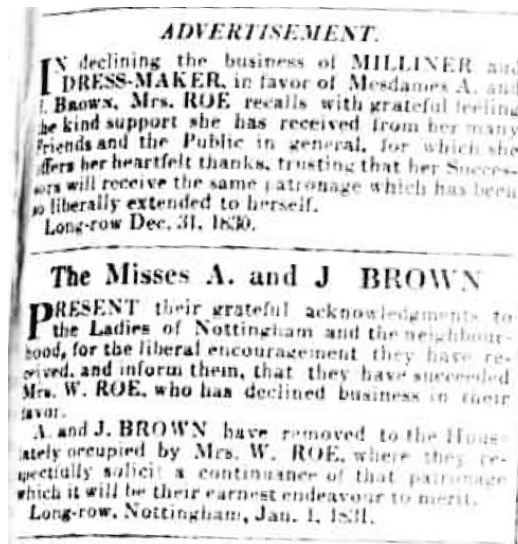 ADVERTISEMENT.
IN declining the business of MILLINER and
DRESS-MAKER, in favor of Mesdames A. and
J. Brown, Mrs. ROE recalls with grateful feeling
the kind support she has received from her many
Friends and the Public in general, for which she
offers her heartfelt thanks, trusting that her Succes-
sors will receive the same patronage which has been
so liberally extended to herself.
Long-row Dec. 31, 1830.
The Misses A. and J BROWN
PRESENT their grateful acknowledgments to
the Ladies of Nottingham and the neighbour-
hood, for the liberal encouragement they have re-
ceived, and inform them, that they have succeeded
Mrs. W. ROE, who has declined business in their
favor.
A. and J. BROWN have removed to the House
lately occupied by Mrs. W. ROE, where they re-
spectfully solicit a continuance of that patronage
which it will be their earnest endeavour to merit.
Long-row, Nottingham, Jan. 1, 1831.